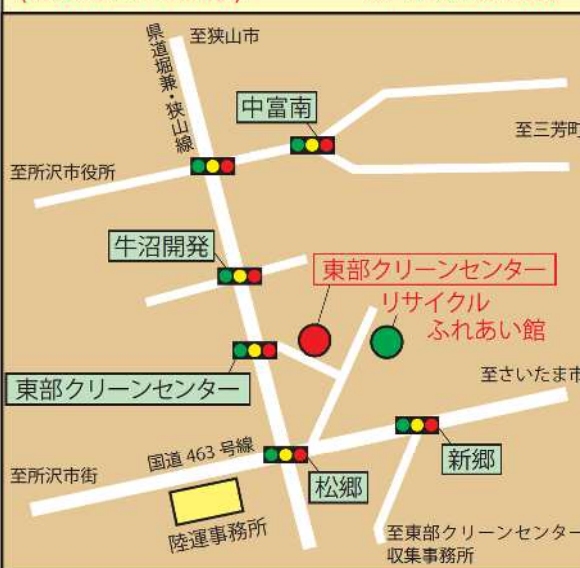 至狭山市
県道堀兼・狭山線
中富南
至三芳町
至所沢市役所
牛沼開発
東部クリーンセンター
リサイクル
ふれあい館
東部クリーンセンター
至さいたま市
国道463号線
新郷
至所沢市街
松郷
陸運事務所
至東部クリーンセンター
収集事務所